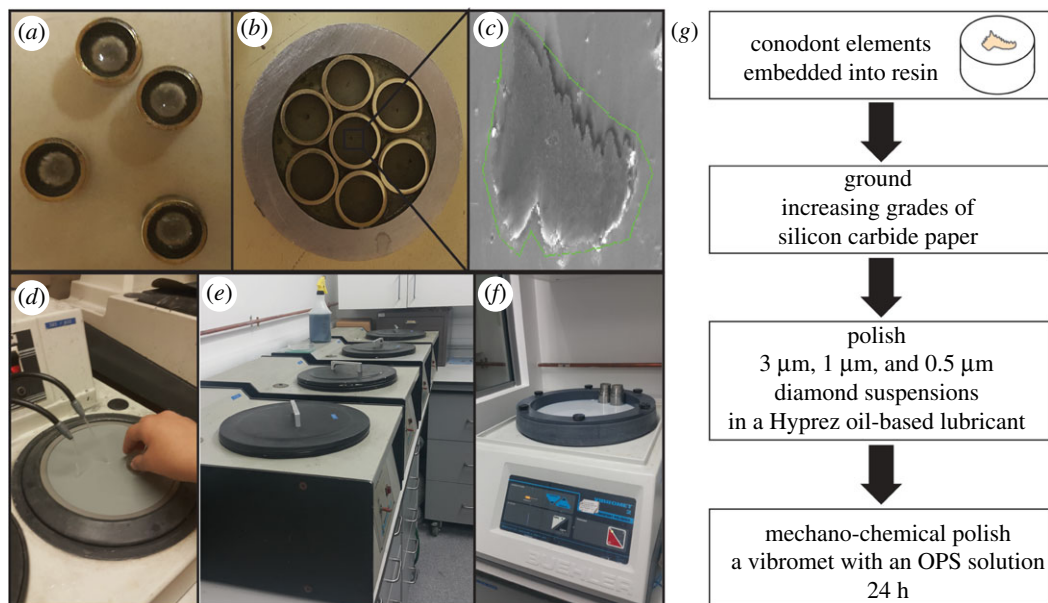 (a)
(b)
(c)
(d)
(e)
(f)
(g)
conodont elements
embedded into resin
ground
increasing grades of
silicon carbide paper
polish
3 µm, 1 µm, and 0.5 µm
diamond suspensions
in a Hyprez oil-based lubricant
mechano-chemical polish
a vibromet with an OPS solution
24 h